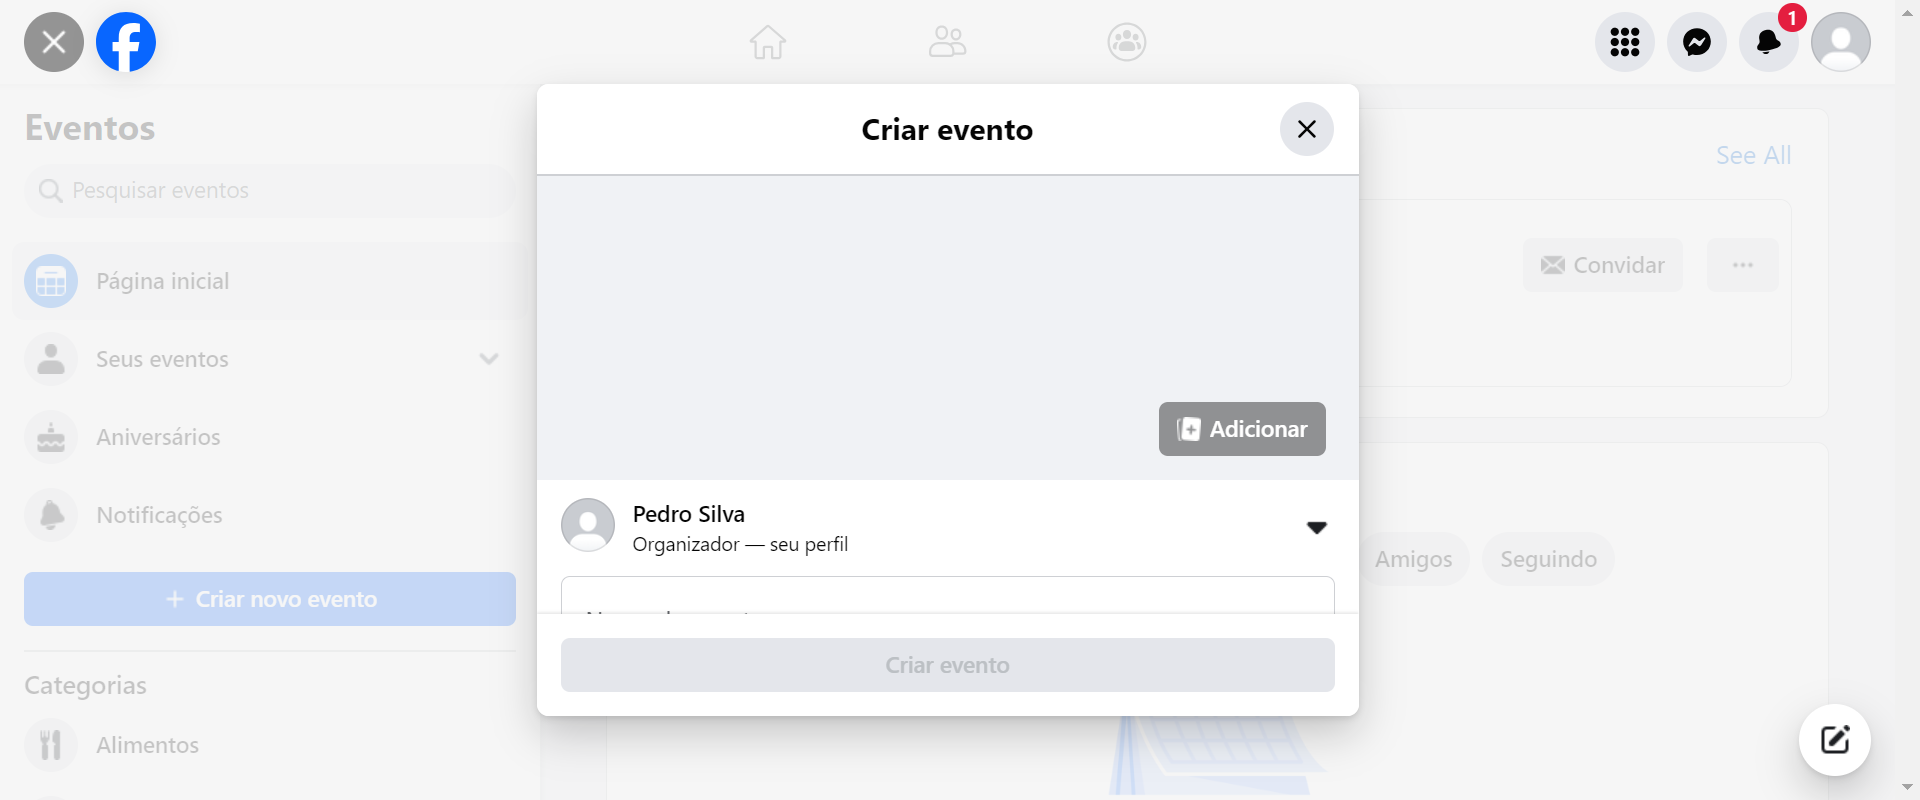 1
Eventos
Pesquisar eventos
Página inicial
Seus eventos
Aniversários
Notificações
Criar novo evento
Categorias
Alimentos
Criar evento
Adicionar
Pedro Silva
Organizador — seu perfil
Criar evento
See All
Convidar
Amigos
Seguindo